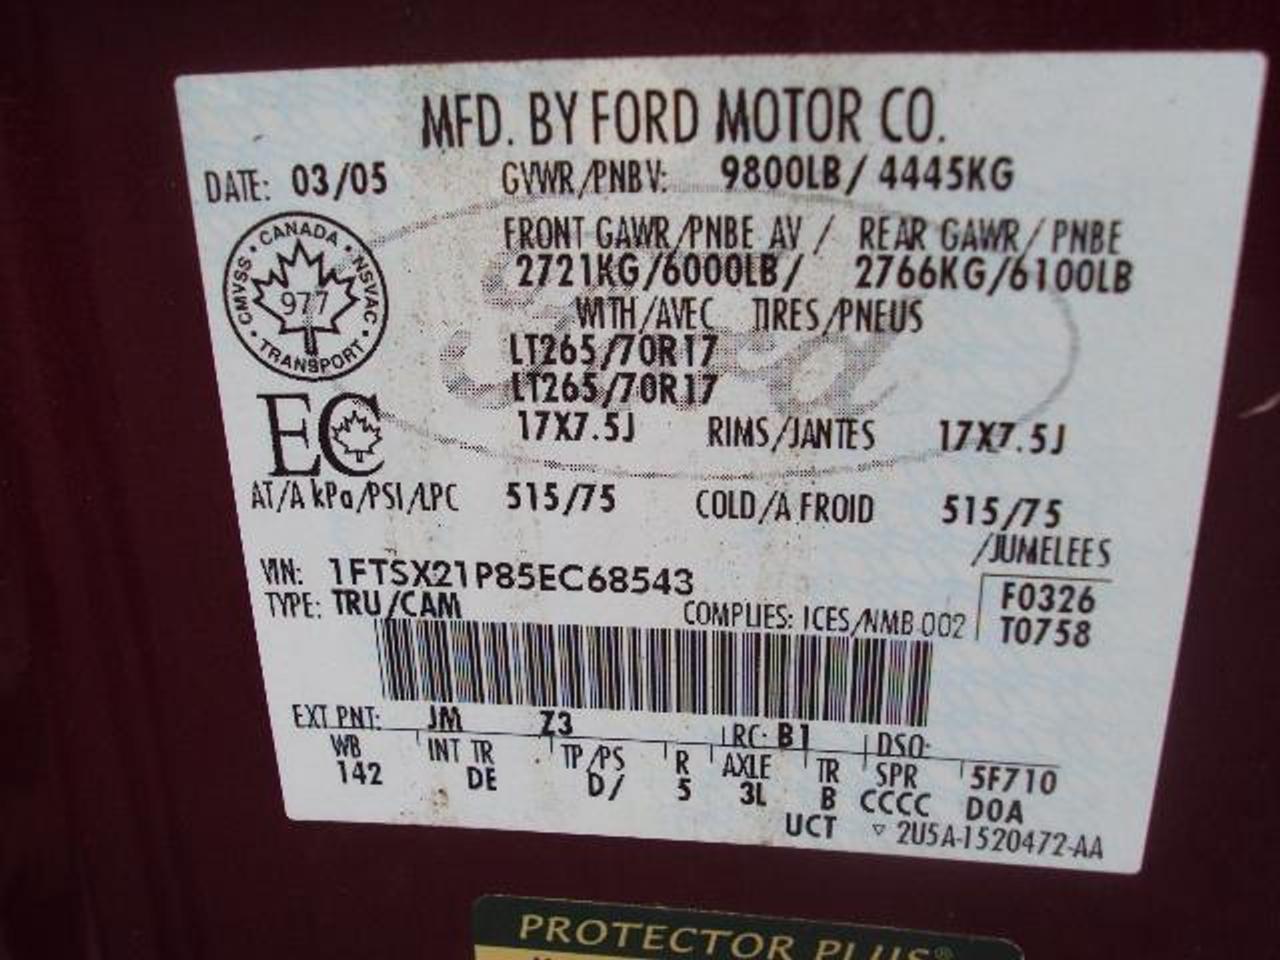 MFD. BY FORD MOTOR CO.
DATE: 03/05 GVWR/PNBV: 9800LB/ 4445KG
FRONT GAWR/PNBE AV / REAR GAWR/ PNBE
2721KG/6000LB/ 2766KG/6100LB
WITH/AVEC TIRES/PNEUS
LT265/70R17
LT265/70R17
17X7.5J RIMS/JANTES 17X7.5J
CANADA
CMVSS NSVAC
977
TRANSPORT
EC
Ford
AT/A kPa/PSI/LPC 515/75 COLD/A FROID 515/75
/JUMELEES
VIN: 1FTSX21P85EC68543
TYPE: TRU/CAM
COMPLIES: ICES/NMB-002
F0326
T0758
EXT PNT: JM Z3 RC: B1 DSO:
WB INT TR TP/PS R AXLE TR SPR 5F710
142 DE D/ 5 3L B CCCC D0A
UCT ▽ 2U5A-1520472-AA
PROTECTOR PLUS®